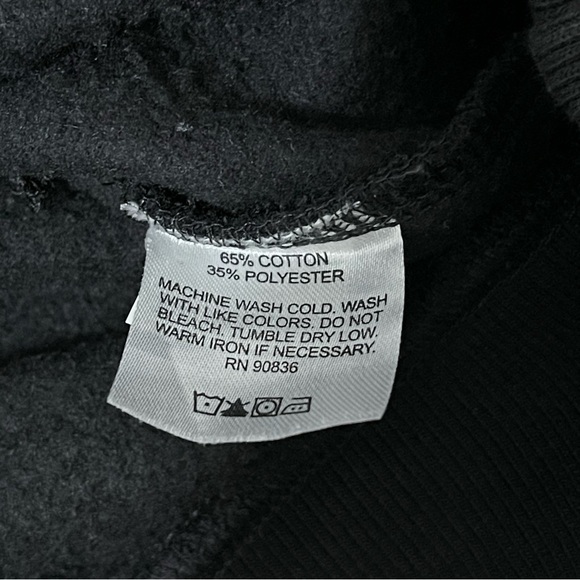 65% COTTON
35% POLYESTER
MACHINE WASH COLD. WASH
WITH LIKE COLORS. DO NOT
BLEACH. TUMBLE DRY LOW.
WARM IRON IF NECESSARY.
RN 90836